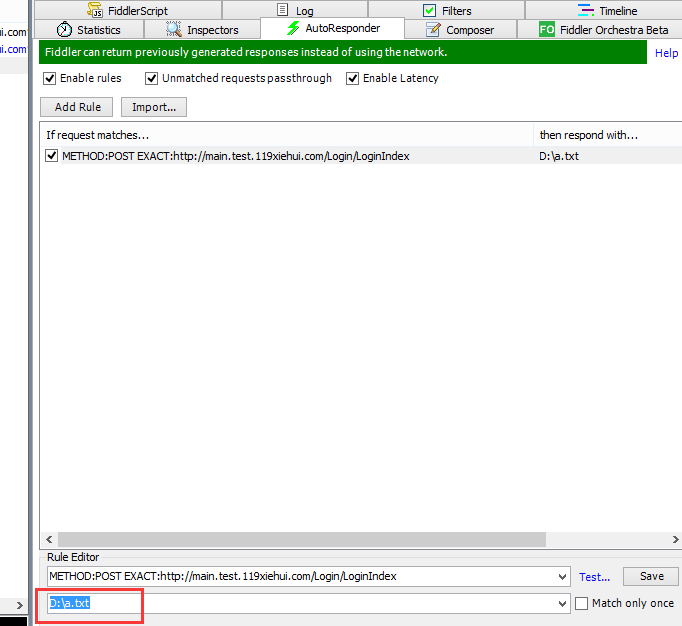 FiddlerScript Log Filters Timeline
ui.com
Statistics Inspectors AutoResponder Composer FO Fiddler Orchestra Beta
ui.com
Fiddler can return previously generated responses instead of using the network. Help
Enable rules Unmatched requests passthrough Enable Latency
Add Rule Import...
If request matches... then respond with...
METHOD:POST EXACT:http://main.test.119xiehui.com/Login/LoginIndex D:\a.txt
Rule Editor
METHOD:POST EXACT:http://main.test.119xiehui.com/Login/LoginIndex Test... Save
D:\a.txt Match only once